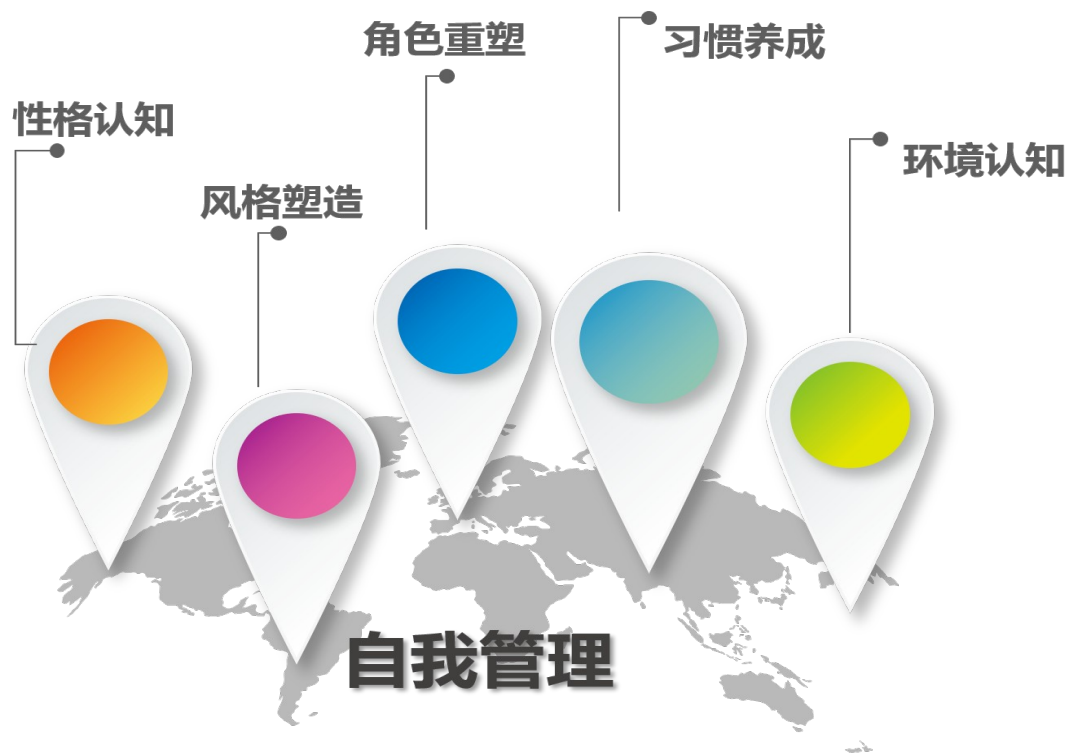 性格认知
风格塑造
角色重塑
习惯养成
环境认知
自我管理